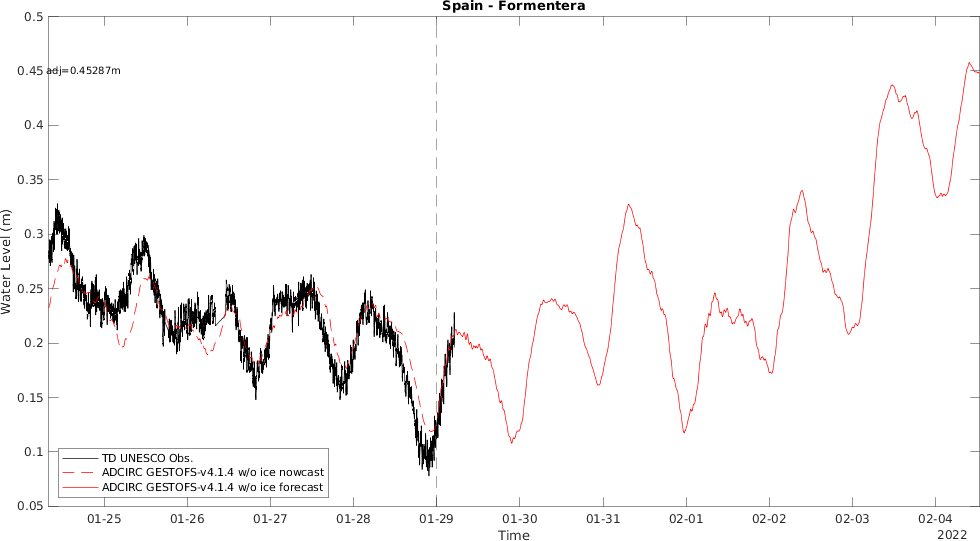 Spain - Formentera
0.5
0.45
adj=0.45287m
0.4
0.35
0.3
0.25
0.2
0.15
0.1
0.05
Water Level (m)
TD UNESCO Obs.
ADCIRC GESTOFS-v4.1.4 w/o ice nowcast
ADCIRC GESTOFS-v4.1.4 w/o ice forecast
01-25 01-26 01-27 01-28 01-29 01-30 01-31 02-01 02-02 02-03 02-04
2022
Time